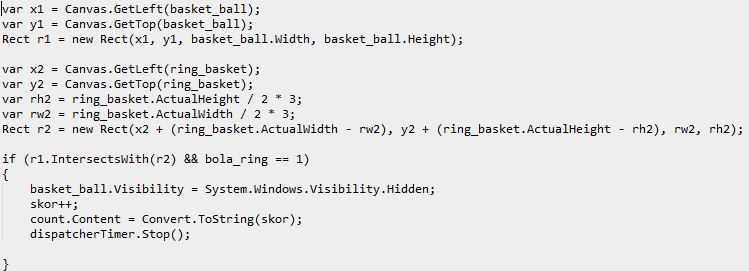 var x1 = Canvas.GetLeft(basket_ball);
var y1 = Canvas.GetTop(basket_ball);
Rect r1 = new Rect(x1, y1, basket_ball.Width, basket_ball.Height);

var x2 = Canvas.GetLeft(ring_basket);
var y2 = Canvas.GetTop(ring_basket);
var rh2 = ring_basket.ActualHeight / 2 * 3;
var rw2 = ring_basket.ActualWidth / 2 * 3;
Rect r2 = new Rect(x2 + (ring_basket.ActualWidth - rw2), y2 + (ring_basket.ActualHeight - rh2), rw2, rh2);

if (r1.IntersectsWith(r2) && bola_ring == 1)
{
    basket_ball.Visibility = System.Windows.Visibility.Hidden;
    skor++;
    count.Content = Convert.ToString(skor);
    dispatcherTimer.Stop();

}